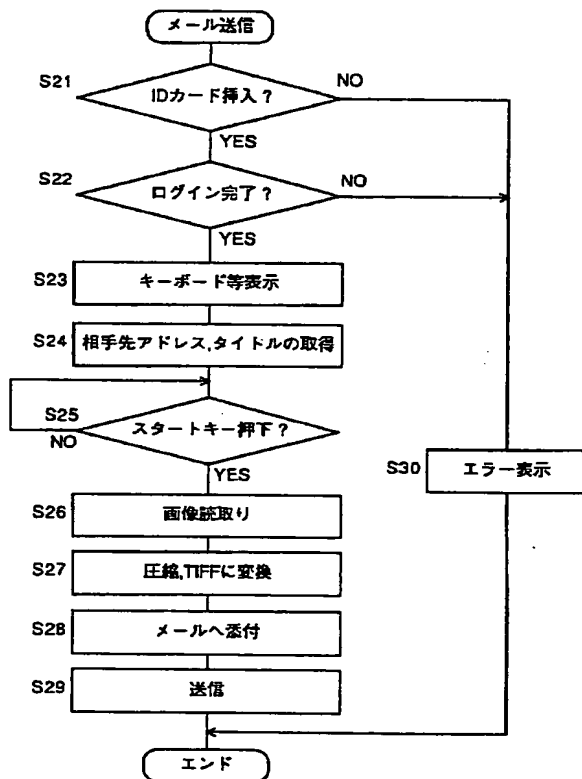 メール送信
S21
IDカード挿入？
NO
YES
S22
ログイン完了？
NO
YES
S23
キーボード等表示
S24
相手先アドレス,タイドルの取得
S25
スタートキー押下？
NO
YES
S30
エラー表示
S26
画像読取り
S27
圧縮,TIFFに変換
S28
メールへ添付
S29
送信
エンド